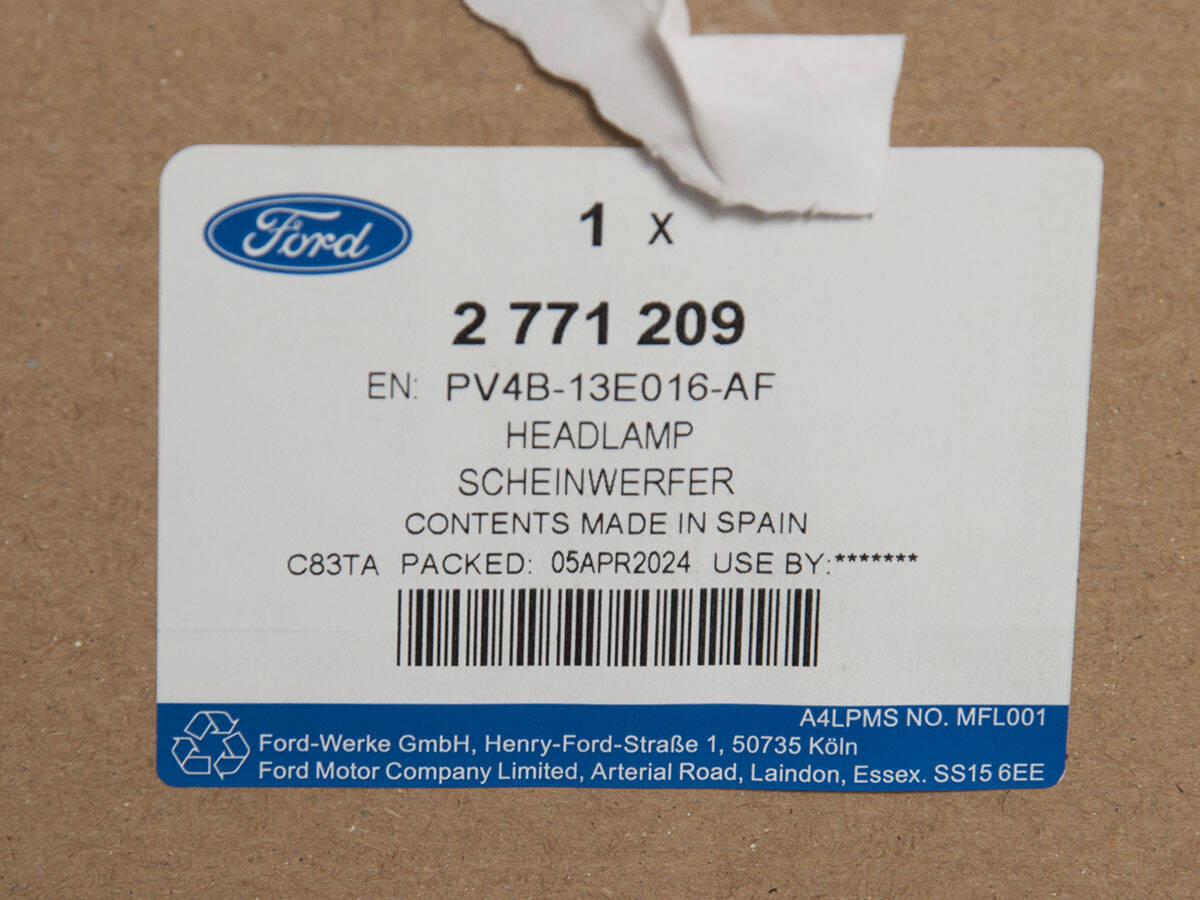 Ford
1 X
2 771 209
EN: PV4B-13E016-AF
HEADLAMP
SCHEINWERFER
CONTENTS MADE IN SPAIN
C83TA PACKED: 05APR2024 USE BY:*******
A4LPMS NO. MFL001
Ford-Werke GmbH, Henry-Ford-Straße 1, 50735 Köln
Ford Motor Company Limited, Arterial Road, Laindon, Essex. SS15 6EE